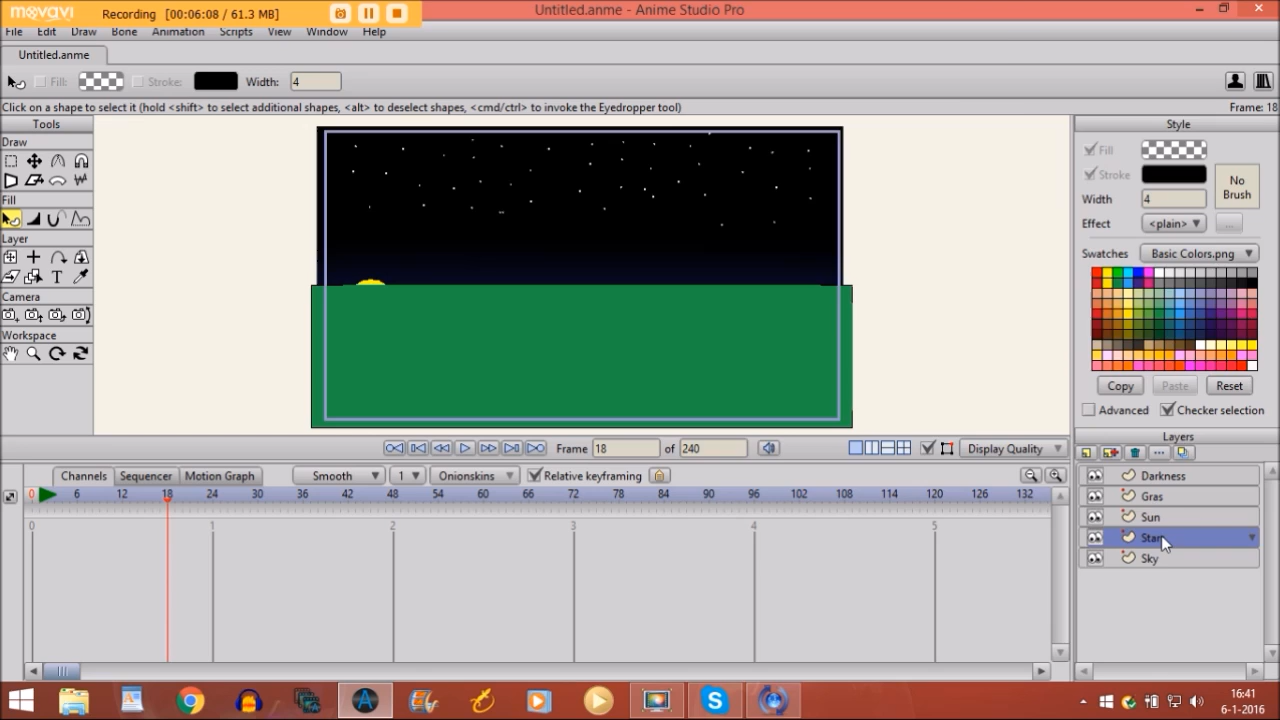 movavi Recording [00:06:08 / 61.3 MB]
Untitled.anme - Anime Studio Pro
File Edit Draw Bone Animation Scripts View Window Help
Untitled.anme
Fill: Stroke: Width: 4
Click on a shape to select it (hold <shift> to select additional shapes, <alt> to deselect shapes, <cmd/ctrl> to invoke the Eyedropper tool) Frame: 18
Tools
Draw
Fill
Layer
T
Camera
Workspace
Style
Fill
Stroke
No
Brush
Width 4
Effect <plain> ...
Swatches Basic Colors.png
Copy Paste Reset
Advanced Checker selection
Frame 18 of 240 Display Quality
Channels Sequencer Motion Graph Smooth 1 Onionskins Relative keyframing
0 6 12 18 24 30 36 42 48 54 60 66 72 78 84 90 96 102 108 114 120 126 132
0 1 2 3 4 5
Layers
Darkness
Gras
Sun
Star
Sky
16:41
6-1-2016